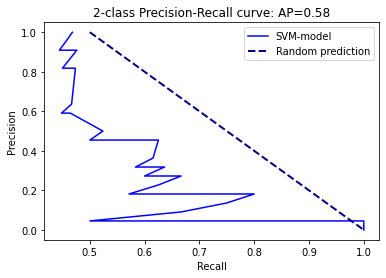 2-class Precision-Recall curve: AP=0.58
SVM-model
Random prediction
Precision
1.0
0.8
0.6
0.4
0.2
0.0
0.5 0.6 0.7 0.8 0.9 1.0
Recall